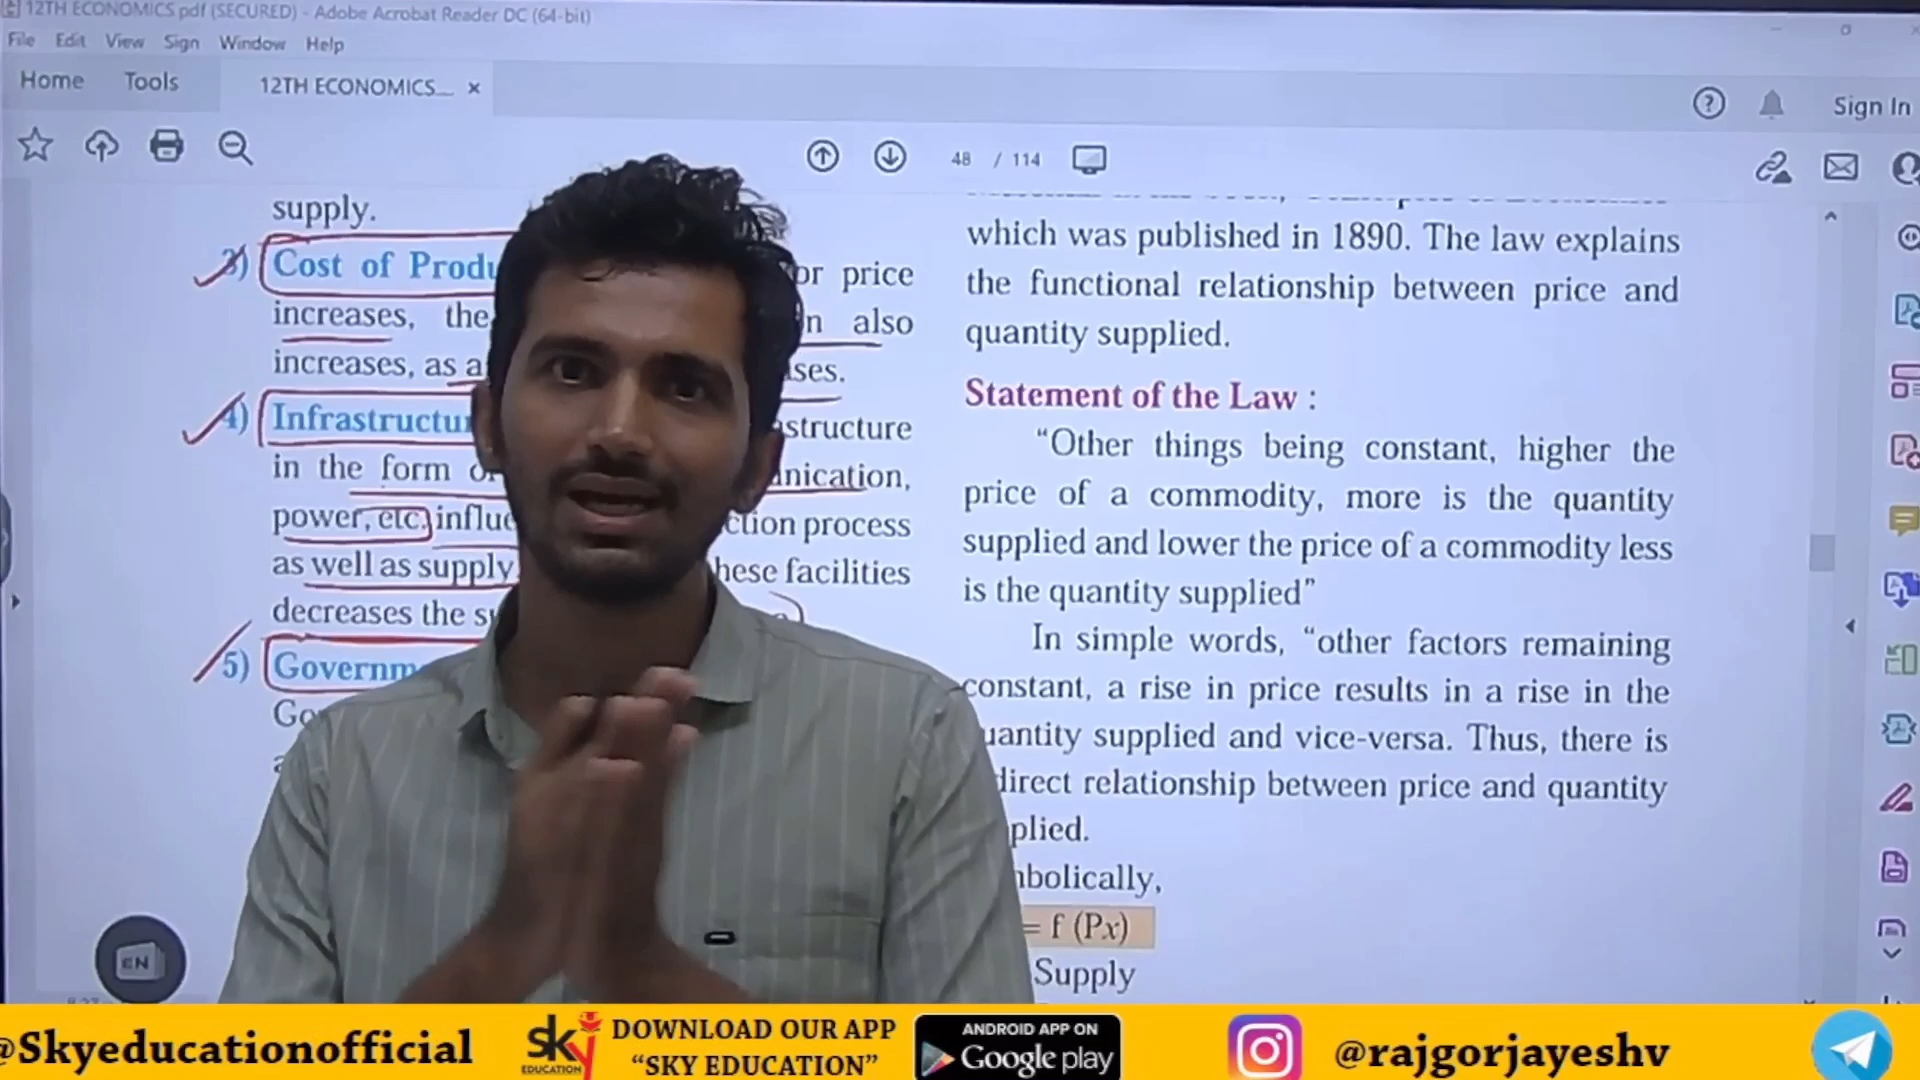 12TH ECONOMICS pdf (SECURED) - Adobe Acrobat Reader DC (64-bit)
File Edit View Sign Window Help
Home Tools 12TH ECONOMICS... ×
Sign In
48 / 114
supply.
3) Cost of Produ or price
increases, the n also
increases, as a ses.
4) Infrastructur structure
in the form o nication,
power, etc. influe ction process
as well as supply hese facilities
decreases the s
5) Governm
Go
which was published in 1890. The law explains
the functional relationship between price and
quantity supplied.
Statement of the Law :
“Other things being constant, higher the
price of a commodity, more is the quantity
supplied and lower the price of a commodity less
is the quantity supplied”
In simple words, “other factors remaining
constant, a rise in price results in a rise in the
uantity supplied and vice-versa. Thus, there is
direct relationship between price and quantity
plied.
bolically,
= f (Px)
Supply
EN
@Skyeducationofficial
sky
EDUCATION
DOWNLOAD OUR APP
“SKY EDUCATION”
ANDROID APP ON
Google play
@rajgorjayeshv